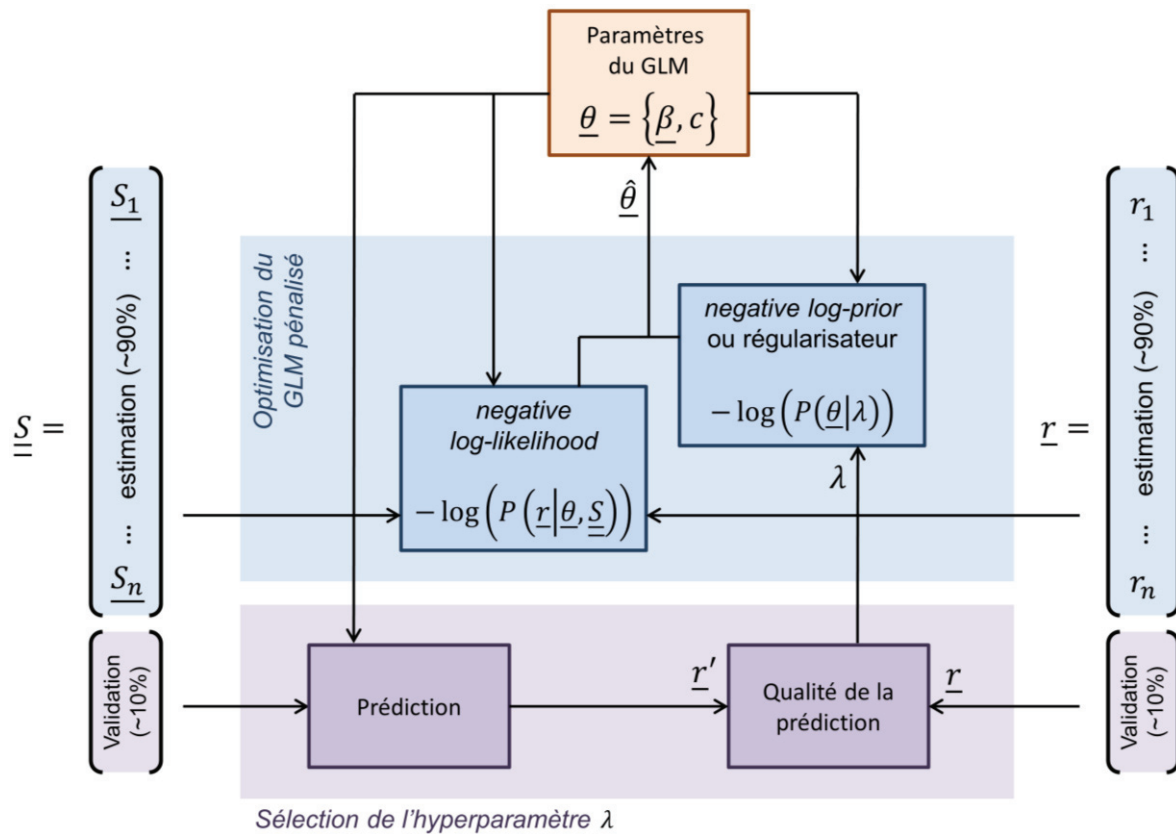 Paramètres
du GLM
θ = {β, c}
θ̂
S =
S₁
...
estimation (~90%)
...
Sₙ
Validation
(~10%)
Optimisation du
GLM pénalisé
negative
log-likelihood
− log(P(r|θ, S))
negative log-prior
ou régularisateur
− log(P(θ|λ))
λ
r =
r₁
...
estimation (~90%)
...
rₙ
Validation
(~10%)
Prédiction
r′
Qualité de la
prédiction
r
Sélection de l’hyperparamètre λ